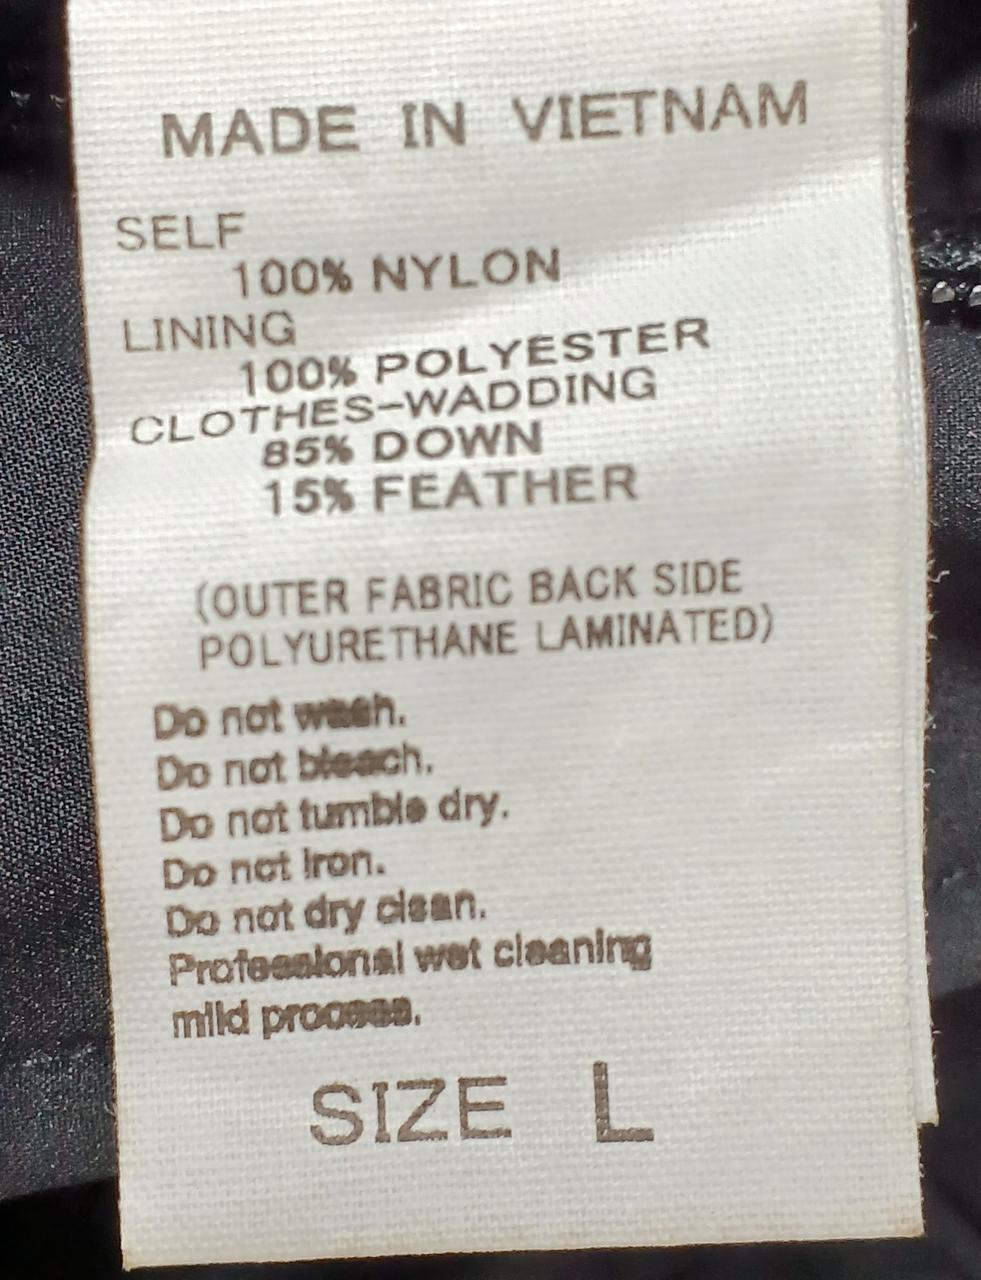 MADE IN VIETNAM
SELF
100% NYLON
LINING
100% POLYESTER
CLOTHES-WADDING
85% DOWN
15% FEATHER
(OUTER FABRIC BACK SIDE
POLYURETHANE LAMINATED)
Do not wash.
Do not bleach.
Do not tumble dry.
Do not iron.
Do not dry clean.
Professional wet cleaning
mild process.
SIZE L